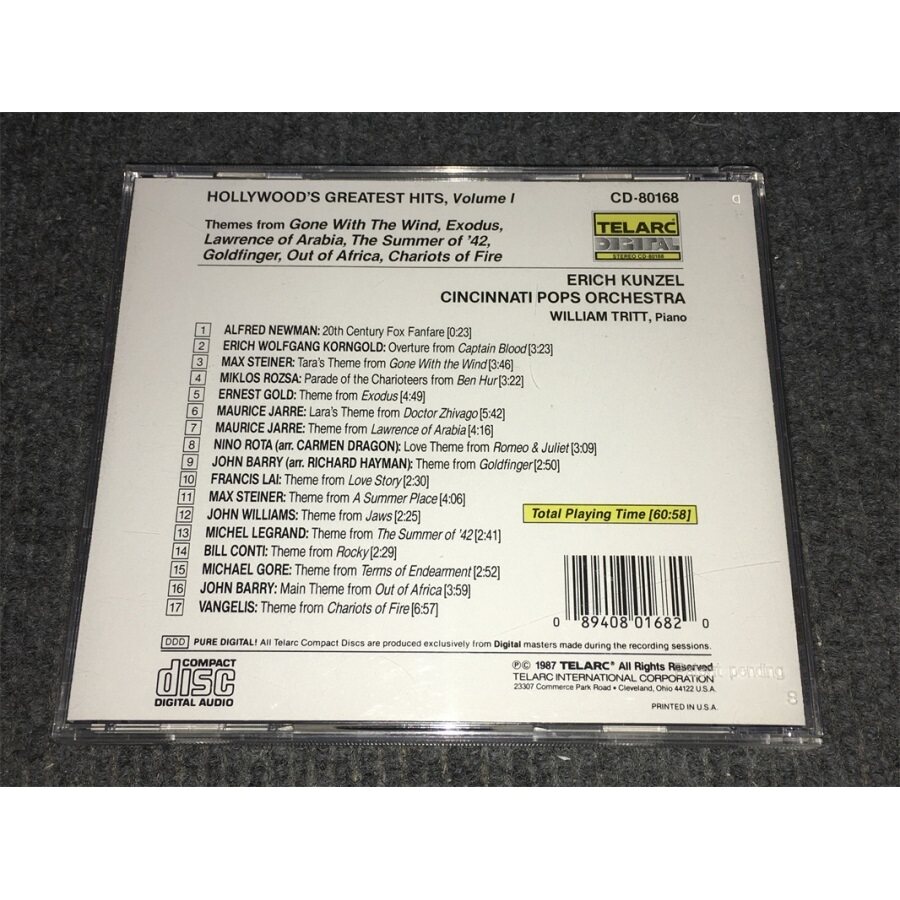 HOLLYWOOD'S GREATEST HITS, Volume I
CD-80168
Themes from Gone With The Wind, Exodus,
Lawrence of Arabia, The Summer of '42,
Goldfinger, Out of Africa, Chariots of Fire
TELARC
DIGITAL
STEREO CD-80168
ERICH KUNZEL
CINCINNATI POPS ORCHESTRA
WILLIAM TRITT, Piano
1 ALFRED NEWMAN: 20th Century Fox Fanfare [0:23]
2 ERICH WOLFGANG KORNGOLD: Overture from Captain Blood [3:23]
3 MAX STEINER: Tara's Theme from Gone With the Wind [3:46]
4 MIKLOS ROZSA: Parade of the Charioteers from Ben Hur [3:22]
5 ERNEST GOLD: Theme from Exodus [4:49]
6 MAURICE JARRE: Lara's Theme from Doctor Zhivago [5:42]
7 MAURICE JARRE: Theme from Lawrence of Arabia [4:16]
8 NINO ROTA (arr. CARMEN DRAGON): Love Theme from Romeo & Juliet [3:09]
9 JOHN BARRY (arr. RICHARD HAYMAN): Theme from Goldfinger [2:50]
10 FRANCIS LAI: Theme from Love Story [2:30]
11 MAX STEINER: Theme from A Summer Place [4:06]
12 JOHN WILLIAMS: Theme from Jaws [2:25]
13 MICHEL LEGRAND: Theme from The Summer of '42 [2:41]
14 BILL CONTI: Theme from Rocky [2:29]
15 MICHAEL GORE: Theme from Terms of Endearment [2:52]
16 JOHN BARRY: Main Theme from Out of Africa [3:59]
17 VANGELIS: Theme from Chariots of Fire [6:57]
Total Playing Time [60:58]
0 89408 01682 0
DDD PURE DIGITAL! All Telarc Compact Discs are produced exclusively from Digital masters made during the recording sessions.
COMPACT
disc
DIGITAL AUDIO
℗© 1987 TELARC® All Rights Reserved
TELARC INTERNATIONAL CORPORATION
23307 Commerce Park Road • Cleveland, Ohio 44122 U.S.A.
PRINTED IN U.S.A.
pending
8